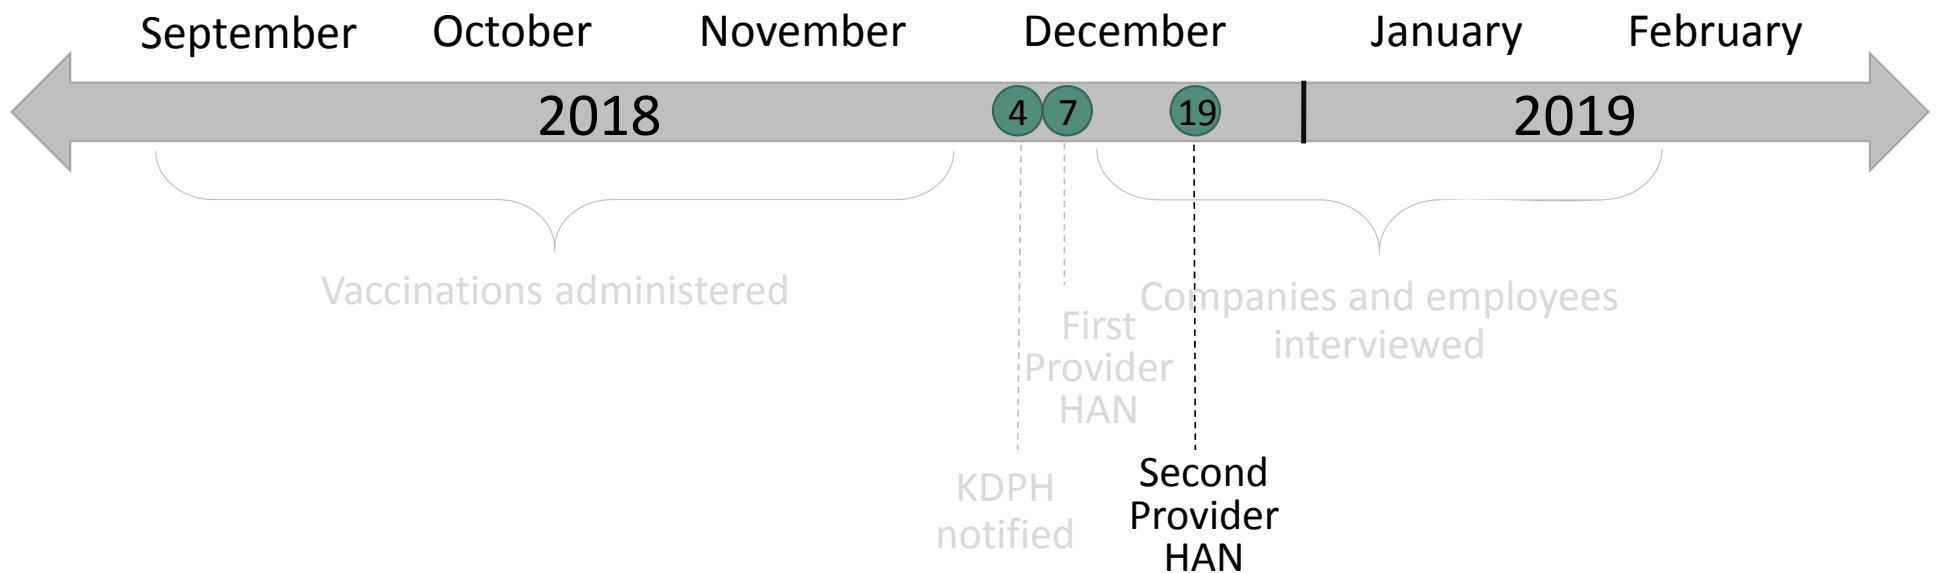 September October November December January February
2018 4 7 19 2019
Vaccinations administered
Companies and employees
interviewed
First
Provider
HAN
KDPH
notified
Second
Provider
HAN